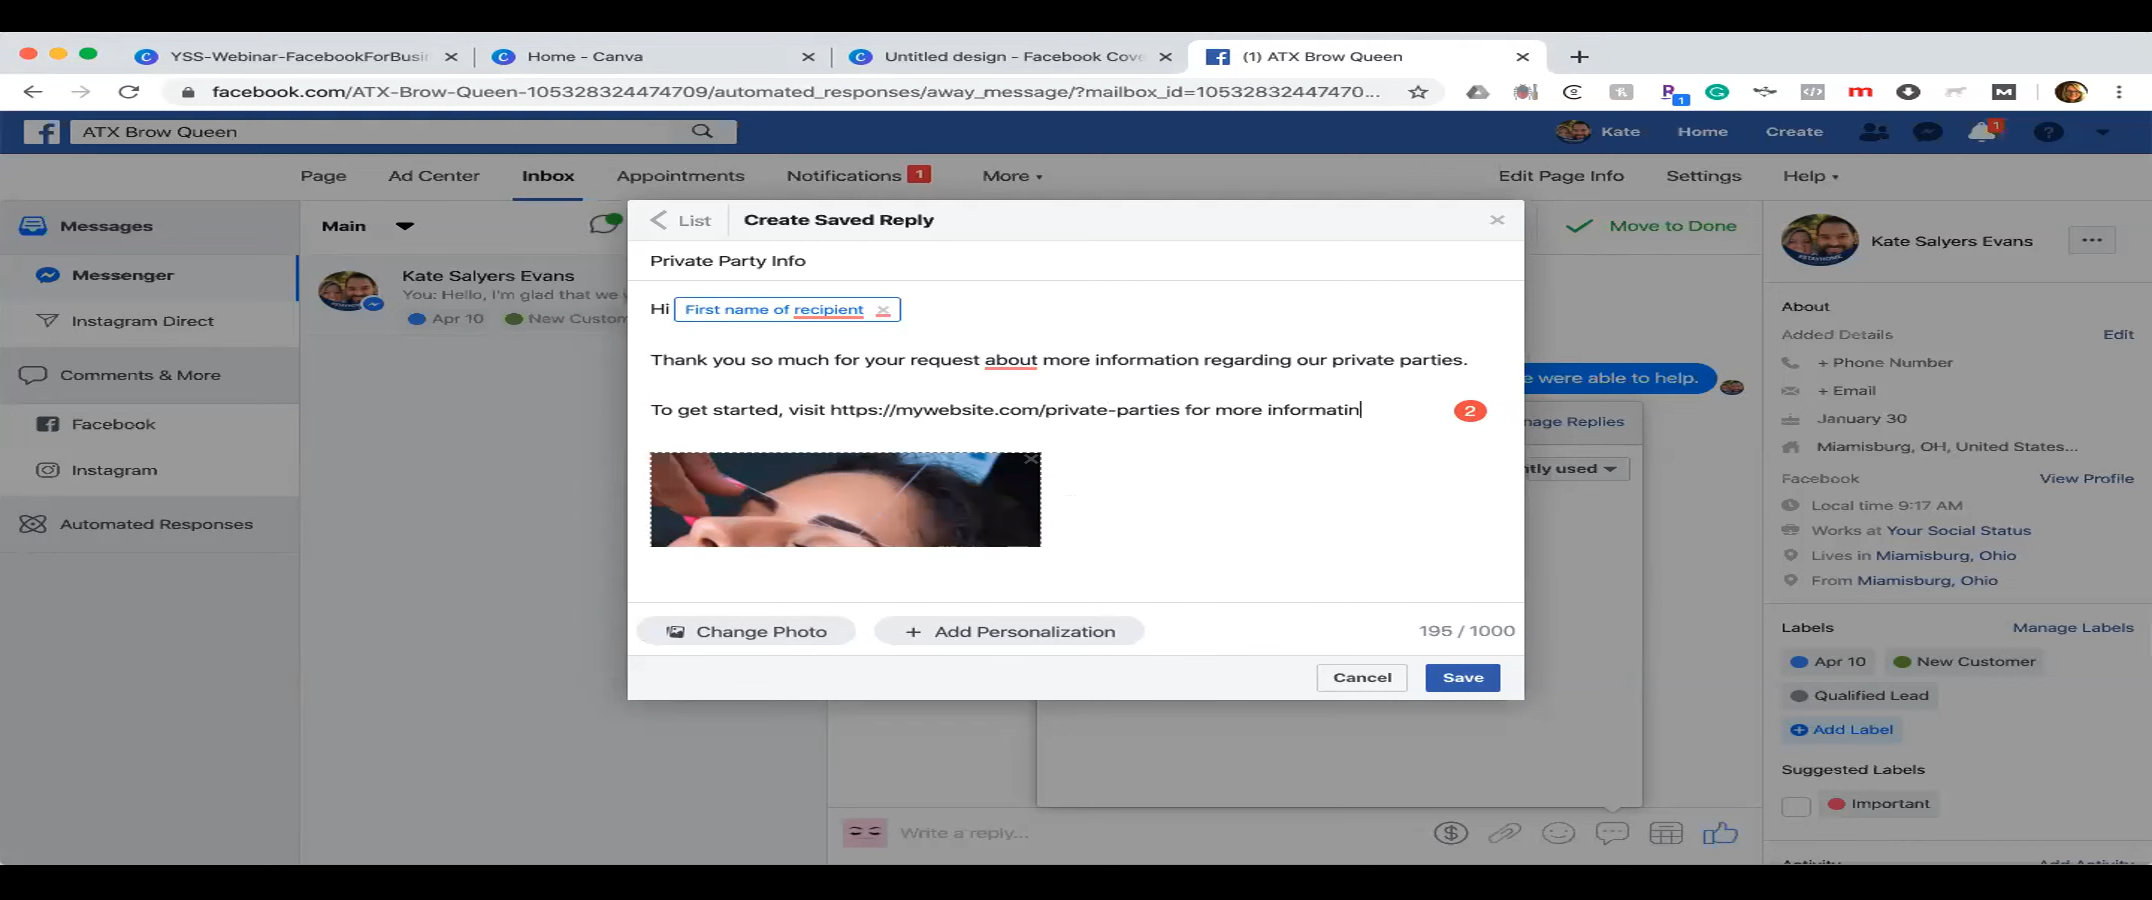 YSS-Webinar-FacebookForBusi
Home - Canva
Untitled design - Facebook Cove
(1) ATX Brow Queen
facebook.com/ATX-Brow-Queen-105328324474709/automated_responses/away_message/?mailbox_id=10532832447470...
1
ATX Brow Queen
Kate
Home
Create
1
Page
Ad Center
Inbox
Appointments
Notifications 1
More
Edit Page Info
Settings
Help
Messages
Main
List
Create Saved Reply
Move to Done
Kate Salyers Evans
Messenger
Kate Salyers Evans
You: Hello, I'm glad that we
Apr 10
New Custom
Instagram Direct
Comments & More
Facebook
Instagram
Automated Responses
Private Party Info
Hi First name of recipient
Thank you so much for your request about more information regarding our private parties.
To get started, visit https://mywebsite.com/private-parties for more informatin
2
Change Photo
+ Add Personalization
195 / 1000
Cancel
Save
e were able to help.
nage Replies
ntly used
Write a reply...
#STAYHOME
About
Added Details
Edit
+ Phone Number
+ Email
January 30
Miamisburg, OH, United States...
Facebook
View Profile
Local time 9:17 AM
Works at Your Social Status
Lives in Miamisburg, Ohio
From Miamisburg, Ohio
Labels
Manage Labels
Apr 10
New Customer
Qualified Lead
Add Label
Suggested Labels
Important